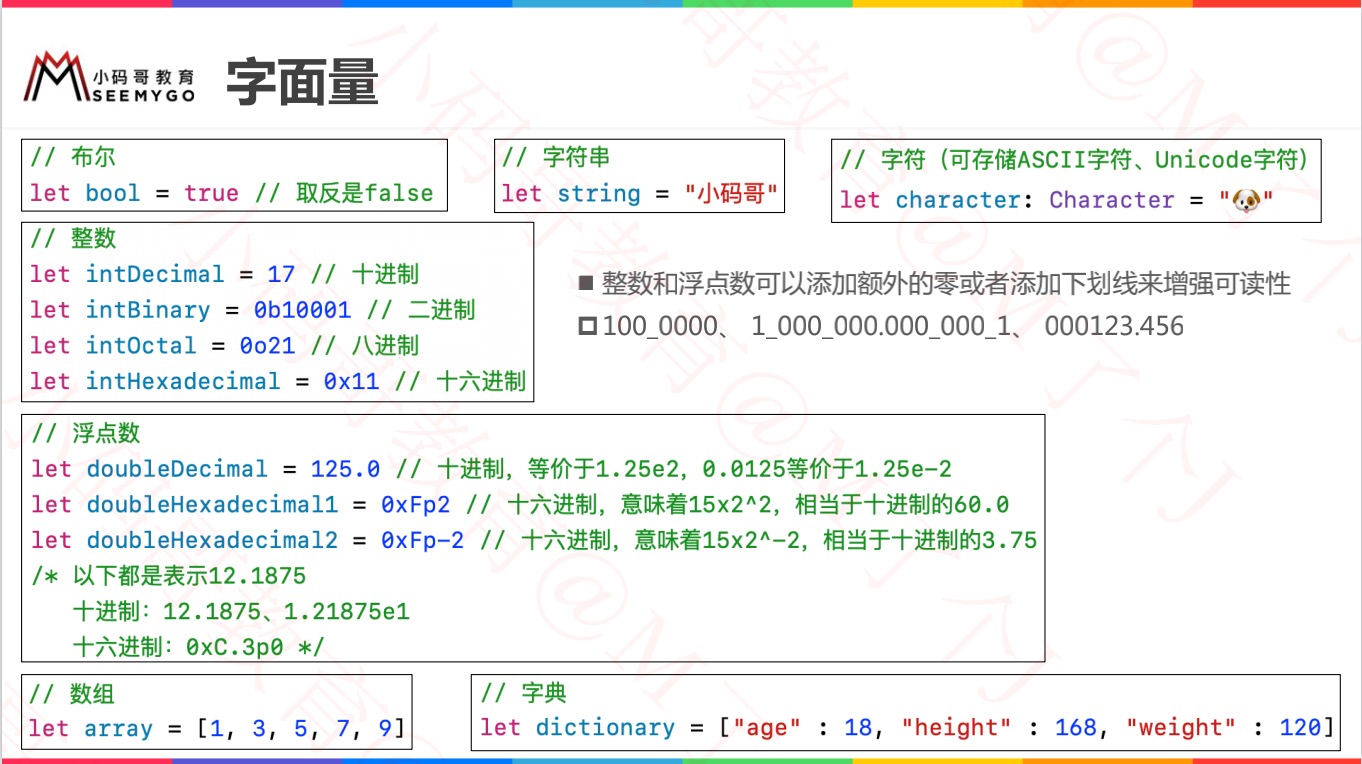 小码哥教育
SEEMYGO
字面量
// 布尔
let bool = true // 取反是false
// 字符串
let string = "小码哥"
// 字符（可存储ASCII字符、Unicode字符）
let character: Character = "🐶"
// 整数
let intDecimal = 17 // 十进制
let intBinary = 0b10001 // 二进制
let intOctal = 0o21 // 八进制
let intHexadecimal = 0x11 // 十六进制
■ 整数和浮点数可以添加额外的零或者添加下划线来增强可读性
100_0000、 1_000_000.000_000_1、 000123.456
// 浮点数
let doubleDecimal = 125.0 // 十进制，等价于1.25e2，0.0125等价于1.25e-2
let doubleHexadecimal1 = 0xFp2 // 十六进制，意味着15x2^2，相当于十进制的60.0
let doubleHexadecimal2 = 0xFp-2 // 十六进制，意味着15x2^-2，相当于十进制的3.75
/* 以下都是表示12.1875
十进制：12.1875、1.21875e1
十六进制：0xC.3p0 */
// 数组
let array = [1, 3, 5, 7, 9]
// 字典
let dictionary = ["age" : 18, "height" : 168, "weight" : 120]